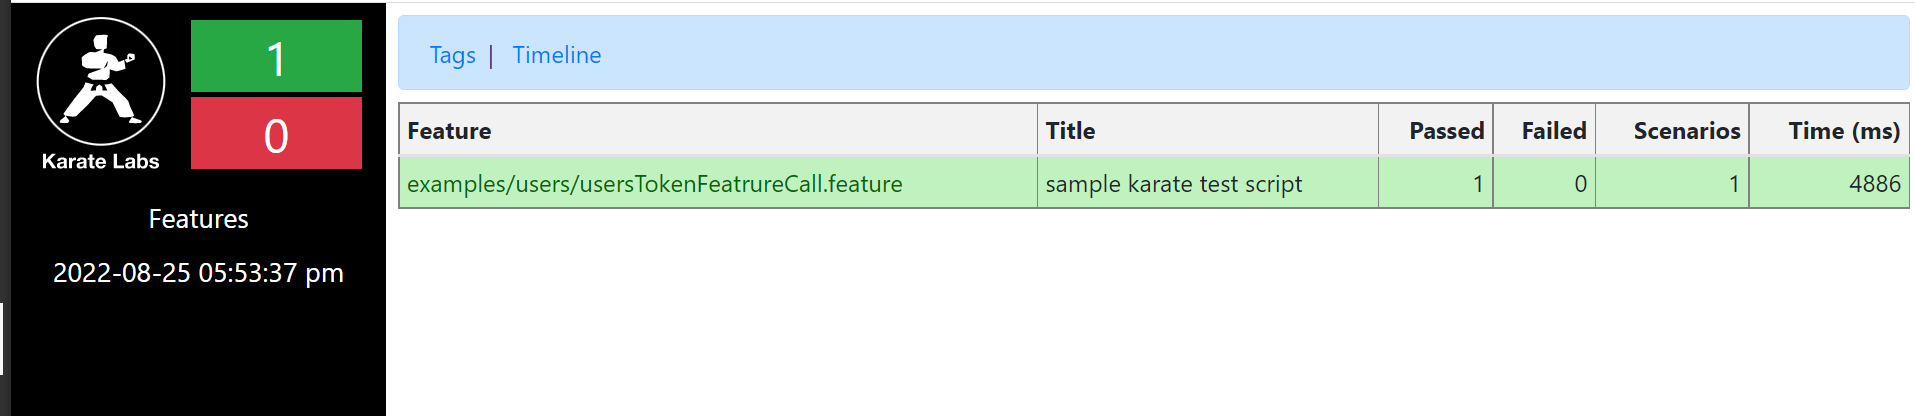 1
0
Karate Labs
Features
2022-08-25 05:53:37 pm
Tags | Timeline
Feature Title Passed Failed Scenarios Time (ms)
examples/users/usersTokenFeatrureCall.feature sample karate test script 1 0 1 4886